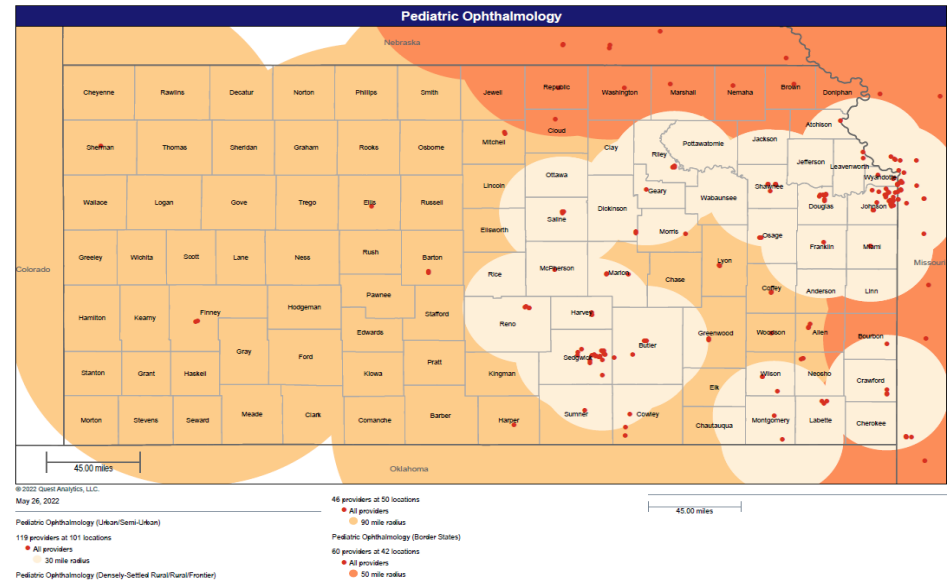 Pediatric Ophthalmology
Nebraska
Cheyenne Rawlins Decatur Norton Phillips Smith Jewell Republic Washington Marshall Nemaha Brown Doniphan
Atchison
Sherman Thomas Sheridan Graham Rooks Osborne Mitchell Cloud Clay Riley Pottawatomie Jackson Jefferson Leavenworth
Wyandotte
Lincoln Ottawa Geary Wabaunsee Shawnee Douglas Johnson
Wallace Logan Gove Trego Ellis Russell Saline Dickinson
Ellsworth Morris Osage Franklin Miami
Colorado Greeley Wichita Scott Lane Ness Rush Barton Rice McPherson Marion Chase Lyon Coffey Anderson Linn Missouri
Pawnee
Hamilton Kearny Finney Hodgeman Stafford Reno Harvey
Gray Ford Edwards Sedgwick Butler Greenwood Woodson Allen Bourbon
Stanton Grant Haskell Kiowa Pratt Kingman Elk Wilson Neosho Crawford
Morton Stevens Seward Meade Clark Comanche Barber Harper Sumner Cowley Chautauqua Montgomery Labette Cherokee
Oklahoma
45.00 miles
© 2022 Quest Analytics, LLC.
May 26, 2022
Pediatric Ophthalmology (Urban/Semi-Urban)
119 providers at 101 locations
All providers
30 mile radius
Pediatric Ophthalmology (Densely-Settled Rural/Rural/Frontier)
46 providers at 50 locations
All providers
90 mile radius
Pediatric Ophthalmology (Border States)
60 providers at 42 locations
All providers
50 mile radius
45.00 miles